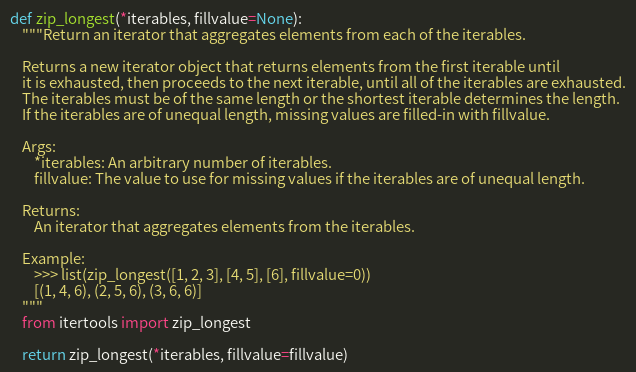 def zip_longest(*iterables, fillvalue=None):
"""Return an iterator that aggregates elements from each of the iterables.
Returns a new iterator object that returns elements from the first iterable until
it is exhausted, then proceeds to the next iterable, until all of the iterables are exhausted.
The iterables must be of the same length or the shortest iterable determines the length.
If the iterables are of unequal length, missing values are filled-in with fillvalue.
Args:
*iterables: An arbitrary number of iterables.
fillvalue: The value to use for missing values if the iterables are of unequal length.
Returns:
An iterator that aggregates elements from the iterables.
Example:
>>> list(zip_longest([1, 2, 3], [4, 5], [6], fillvalue=0))
[(1, 4, 6), (2, 5, 6), (3, 6, 6)]
"""
from itertools import zip_longest
return zip_longest(*iterables, fillvalue=fillvalue)